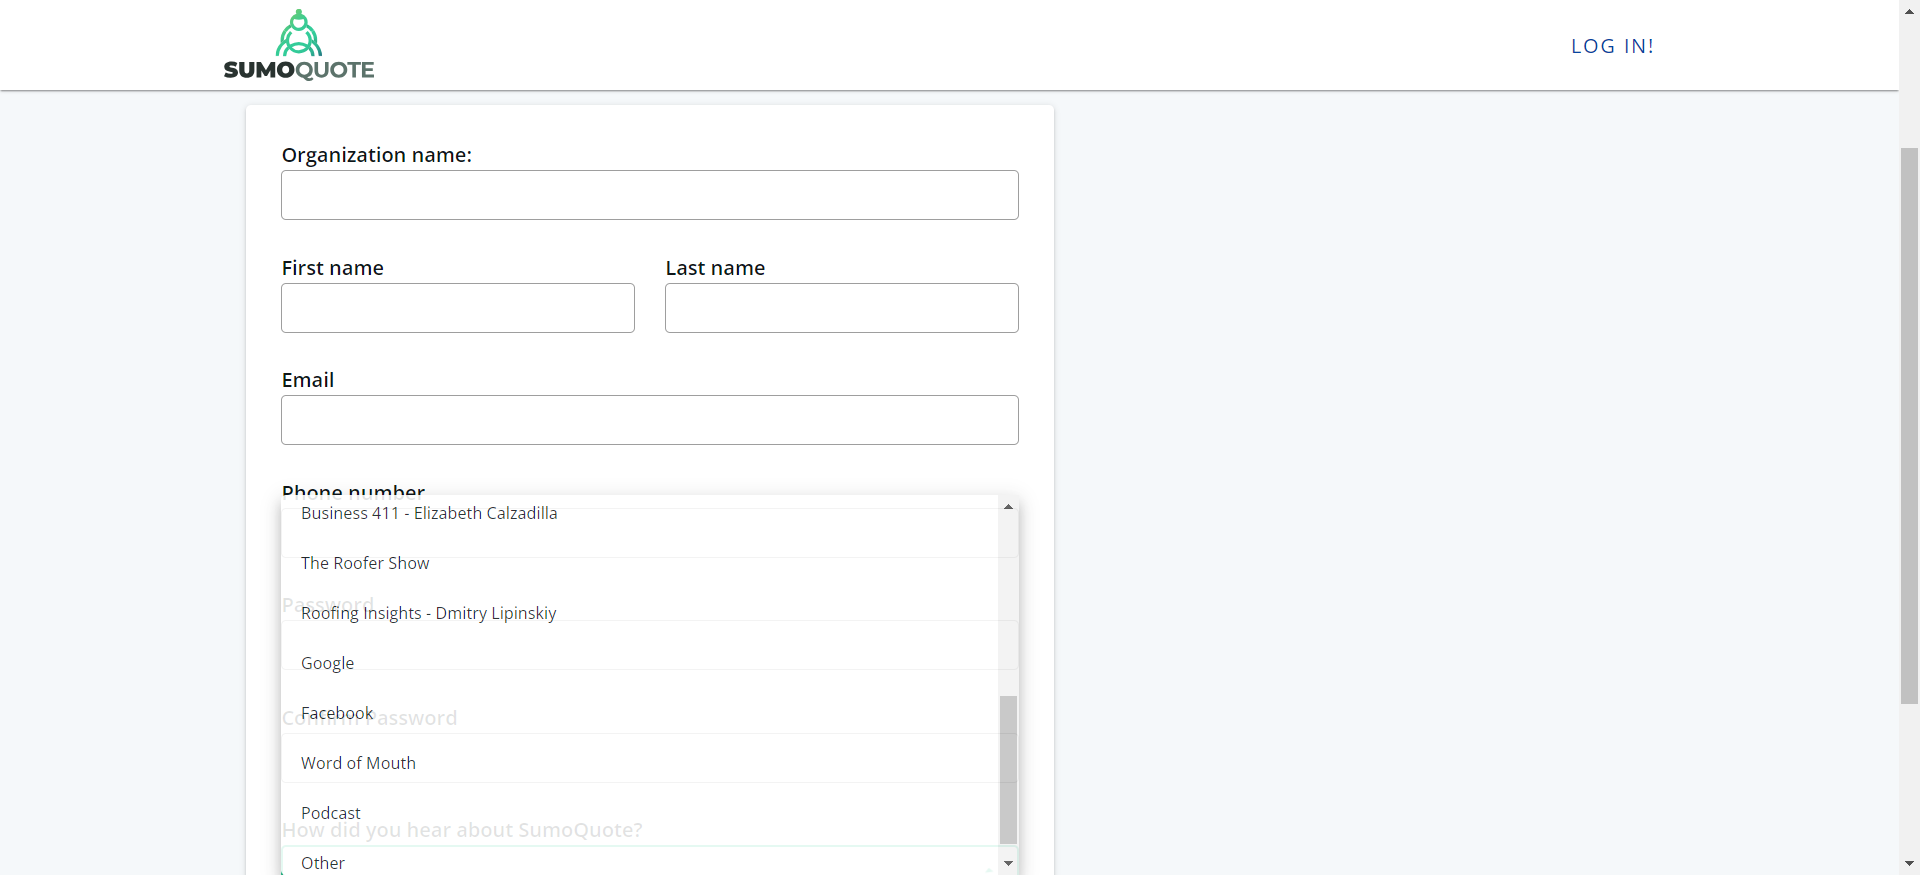 SUMOQUOTE
LOG IN!
Organization name:
First name
Last name
Email
Phone number
Business 411 - Elizabeth Calzadilla
The Roofer Show
Password
Roofing Insights - Dmitry Lipinskiy
Google
Facebook
Confirm Password
Word of Mouth
Podcast
How did you hear about SumoQuote?
Other